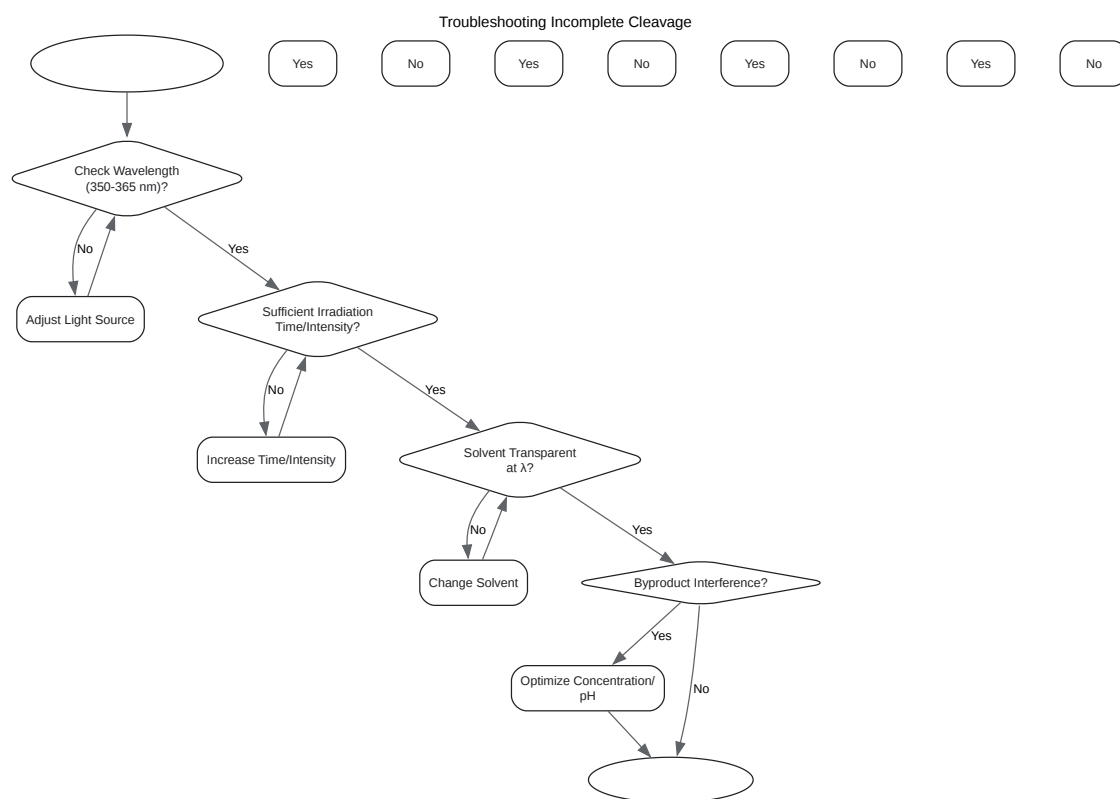 Troubleshooting Incomplete Cleavage
Yes
No
Yes
No
Yes
No
Yes
No
Check Wavelength
(350-365 nm)?
No
Yes
Adjust Light Source
Sufficient Irradiation
Time/Intensity?
No
Yes
Increase Time/Intensity
Solvent Transparent
at λ?
No
Yes
Change Solvent
Byproduct Interference?
Yes
No
Optimize Concentration/
pH